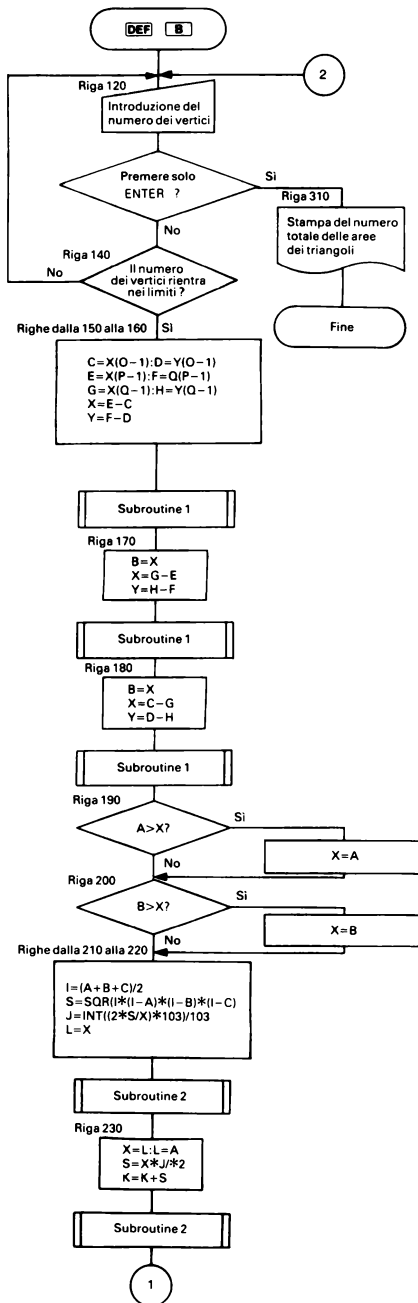 DEF B
2
Riga 120
Introduzione del
numero dei vertici
Premere solo
ENTER ?
Sì
No
Riga 310
Stampa del numero
totale delle aree
dei triangoli
Fine
Riga 140
Il numero
dei vertici rientra
nei limiti ?
No
Sì
Righe dalla 150 alla 160
C=X(O-1):D=Y(O-1)
E=X(P-1):F=Q(P-1)
G=X(Q-1):H=Y(Q-1)
X=E-C
Y=F-D
Subroutine 1
Riga 170
B=X
X=G-E
Y=H-F
Subroutine 1
Riga 180
B=X
X=C-G
Y=D-H
Subroutine 1
Riga 190
A>X?
Sì
No
X=A
Riga 200
B>X?
Sì
No
X=B
Righe dalla 210 alla 220
I=(A+B+C)/2
S=SQR(I*(I-A)*(I-B)*(I-C)
J=INT((2*S/X)*103)/103
L=X
Subroutine 2
Riga 230
X=L:L=A
S=X*J/*2
K=K+S
Subroutine 2
1